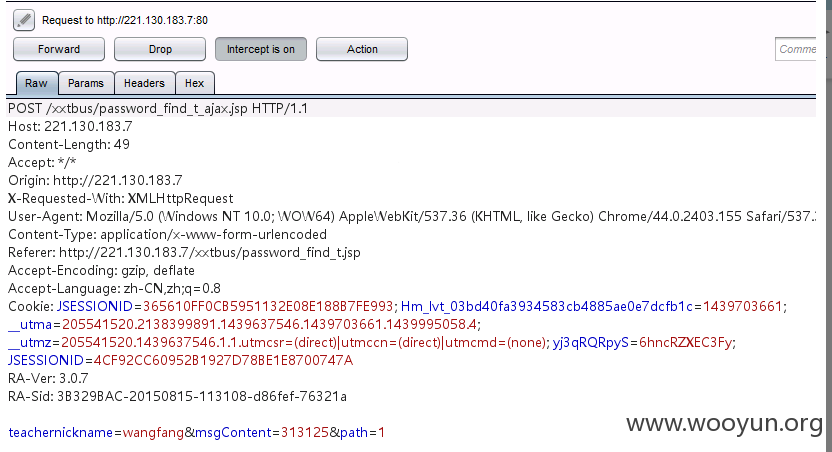 Request to http://221.130.183.7:80
Forward Drop Intercept is on Action Comme
Raw Params Headers Hex
POST /xxtbus/password_find_t_ajax.jsp HTTP/1.1
Host: 221.130.183.7
Content-Length: 49
Accept: */*
Origin: http://221.130.183.7
X-Requested-With: XMLHttpRequest
User-Agent: Mozilla/5.0 (Windows NT 10.0; WOW64) AppleWebKit/537.36 (KHTML, like Gecko) Chrome/44.0.2403.155 Safari/537.3
Content-Type: application/x-www-form-urlencoded
Referer: http://221.130.183.7/xxtbus/password_find_t.jsp
Accept-Encoding: gzip, deflate
Accept-Language: zh-CN,zh;q=0.8
Cookie: JSESSIONID=365610FF0CB5951132E08E188B7FE993; Hm_lvt_03bd40fa3934583cb4885ae0e7dcfb1c=1439703661;
__utma=205541520.2138399891.1439637546.1439703661.1439995058.4;
__utmz=205541520.1439637546.1.1.utmcsr=(direct)|utmccn=(direct)|utmcmd=(none); yj3qRQRpyS=6hncRZXEC3Fy;
JSESSIONID=4CF92CC60952B1927D78BE1E8700747A
RA-Ver: 3.0.7
RA-Sid: 3B329BAC-20150815-113108-d86fef-76321a
www.wooyun.org
teachernickname=wangfang&msgContent=313125&path=1